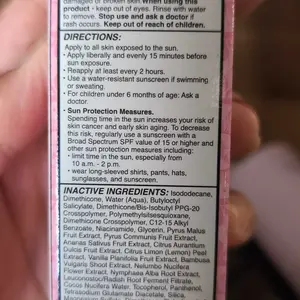 damaged or broken skin. When using this
product • keep out of eyes. Rinse with water
to remove. Stop use and ask a doctor if
rash occurs. Keep out of reach of children.
DIRECTIONS:
Apply to all skin exposed to the sun.
• Apply liberally and evenly 15 minutes before
sun exposure.
• Reapply at least every 2 hours.
• Use a water-resistant sunscreen if swimming
or sweating.
• For children under 6 months of age: Ask a
doctor.
• Sun Protection Measures.
Spending time in the sun increases your risk of
skin cancer and early skin aging. To decrease
this risk, regularly use a sunscreen with a
Broad Spectrum SPF value of 15 or higher and
other sun protection measures including:
• limit time in the sun, especially from
10 a.m. - 2 p.m.
• wear long-sleeved shirts, pants, hats,
sunglasses, and sunscreen.
INACTIVE INGREDIENTS: Isododecane,
Dimethicone, Water (Aqua), Butyloctyl
Salicylate, Dimethicone/Bis-Isobutyl PPG-20
Crosspolymer, Polymethylsilsesquioxane,
Dimethicone Crosspolymer, C12-15 Alkyl
Benzoate, Niacinamide, Glycerin, Pyrus Malus
Fruit Extract, Pyrus Communis Fruit Extract,
Ananas Sativus Fruit Extract, Citrus Aurantium
Dulcis Fruit Extract, Citrus Limon (Lemon) Peel
Extract, Vanilla Planifolia Fruit Extract, Bambusa
Vulgaris Shoot Extract, Nelumbo Nucifera
Flower Extract, Nymphaea Alba Root Extract,
Leuconostoc/Radish Root Ferment Filtrate,
Cocos Nucifera Water, Tocopherol, Panthenol,
Tetrasodium Glutamate Diacetate, Silica,